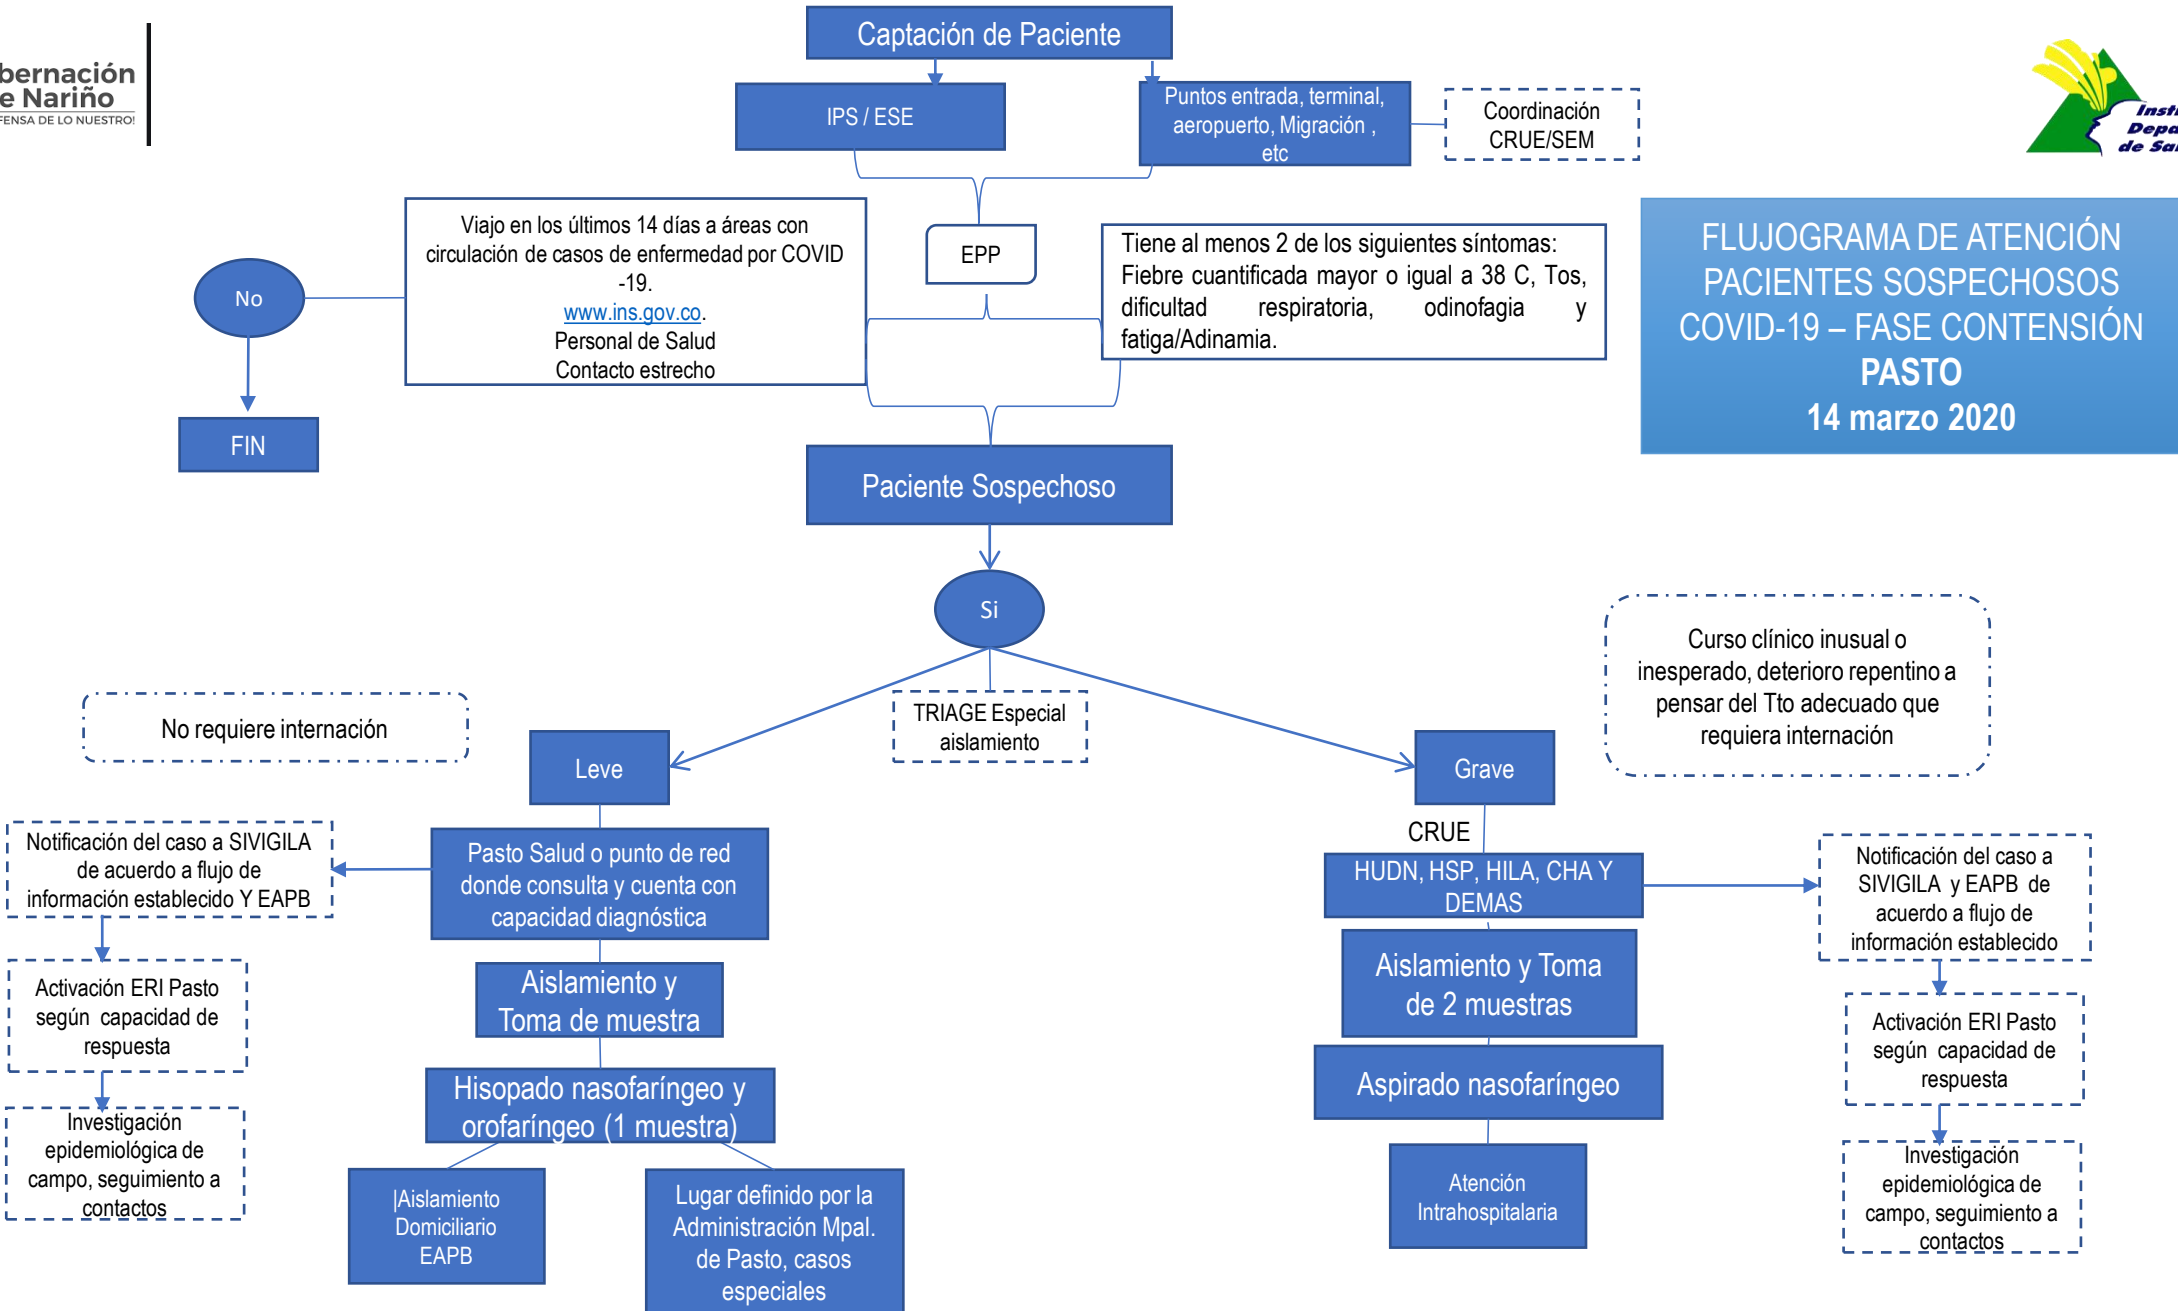 bernación
e Nariño
FENSA DE LO NUESTRO!
Captación de Paciente
IPS / ESE
Puntos entrada, terminal,
aeropuerto, Migración ,
etc
Coordinación
CRUE/SEM
Viajo en los últimos 14 días a áreas con
circulación de casos de enfermedad por COVID
-19.
www.ins.gov.co.
Personal de Salud
Contacto estrecho
No
FIN
EPP
Tiene al menos 2 de los siguientes síntomas:
Fiebre cuantificada mayor o igual a 38 C, Tos,
dificultad respiratoria, odinofagia y
fatiga/Adinamia.
FLUJOGRAMA DE ATENCIÓN
PACIENTES SOSPECHOSOS
COVID-19 – FASE CONTENSIÓN
PASTO
14 marzo 2020
Paciente Sospechoso
Si
TRIAGE Especial
aislamiento
No requiere internación
Curso clínico inusual o
inesperado, deterioro repentino a
pensar del Tto adecuado que
requiera internación
Leve
Grave
CRUE
Notificación del caso a SIVIGILA
de acuerdo a flujo de
información establecido Y EAPB
Pasto Salud o punto de red
donde consulta y cuenta con
capacidad diagnóstica
HUDN, HSP, HILA, CHA Y
DEMAS
Notificación del caso a
SIVIGILA y EAPB de
acuerdo a flujo de
información establecido
Activación ERI Pasto
según capacidad de
respuesta
Aislamiento y
Toma de muestra
Aislamiento y Toma
de 2 muestras
Activación ERI Pasto
según capacidad de
respuesta
Investigación
epidemiológica de
campo, seguimiento a
contactos
Hisopado nasofaríngeo y
orofaríngeo (1 muestra)
Aspirado nasofaríngeo
Investigación
epidemiológica de
campo, seguimiento a
contactos
|Aislamiento
Domiciliario
EAPB
Lugar definido por la
Administración Mpal.
de Pasto, casos
especiales
Atención
Intrahospitalaria
Insti
Depa
de Sal